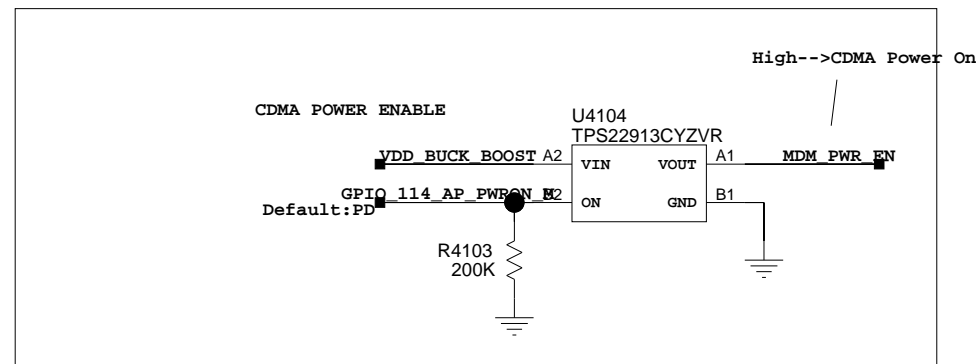 High-->CDMA Power On
CDMA POWER ENABLE
U4104
TPS22913CYZVR
VDD_BUCK_BOOST A2 VIN VOUT A1 MDM_PWR_EN
GPIO_114_AP_PWRON_M B2 ON GND B1
Default:PD
R4103
200K